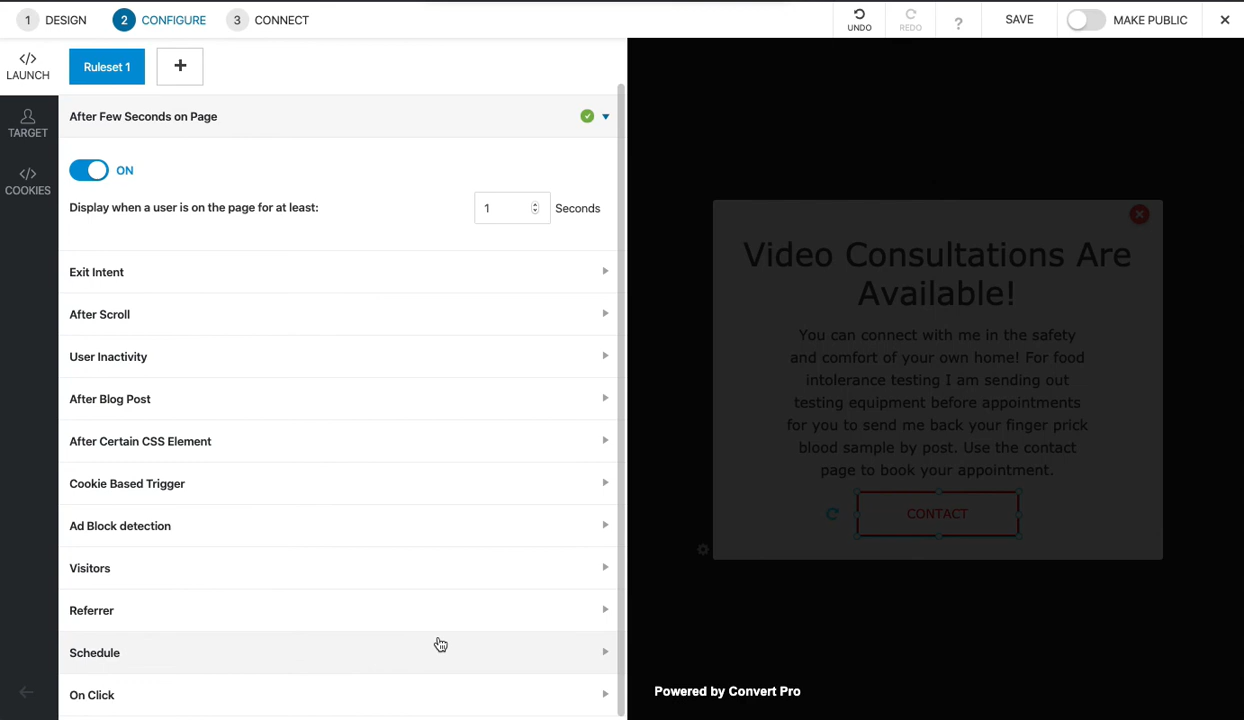 1 DESIGN 2 CONFIGURE 3 CONNECT UNDO REDO ? SAVE MAKE PUBLIC
LAUNCH
TARGET
COOKIES
Ruleset 1 +
After Few Seconds on Page
ON
Display when a user is on the page for at least: 1 Seconds
Exit Intent
After Scroll
User Inactivity
After Blog Post
After Certain CSS Element
Cookie Based Trigger
Ad Block detection
Visitors
Referrer
Schedule
On Click
Video Consultations Are
Available!
You can connect with me in the safety
and comfort of your own home! For food
intolerance testing I am sending out
testing equipment before appointments
for you to send me back your finger prick
blood sample by post. Use the contact
page to book your appointment.
CONTACT
Powered by Convert Pro